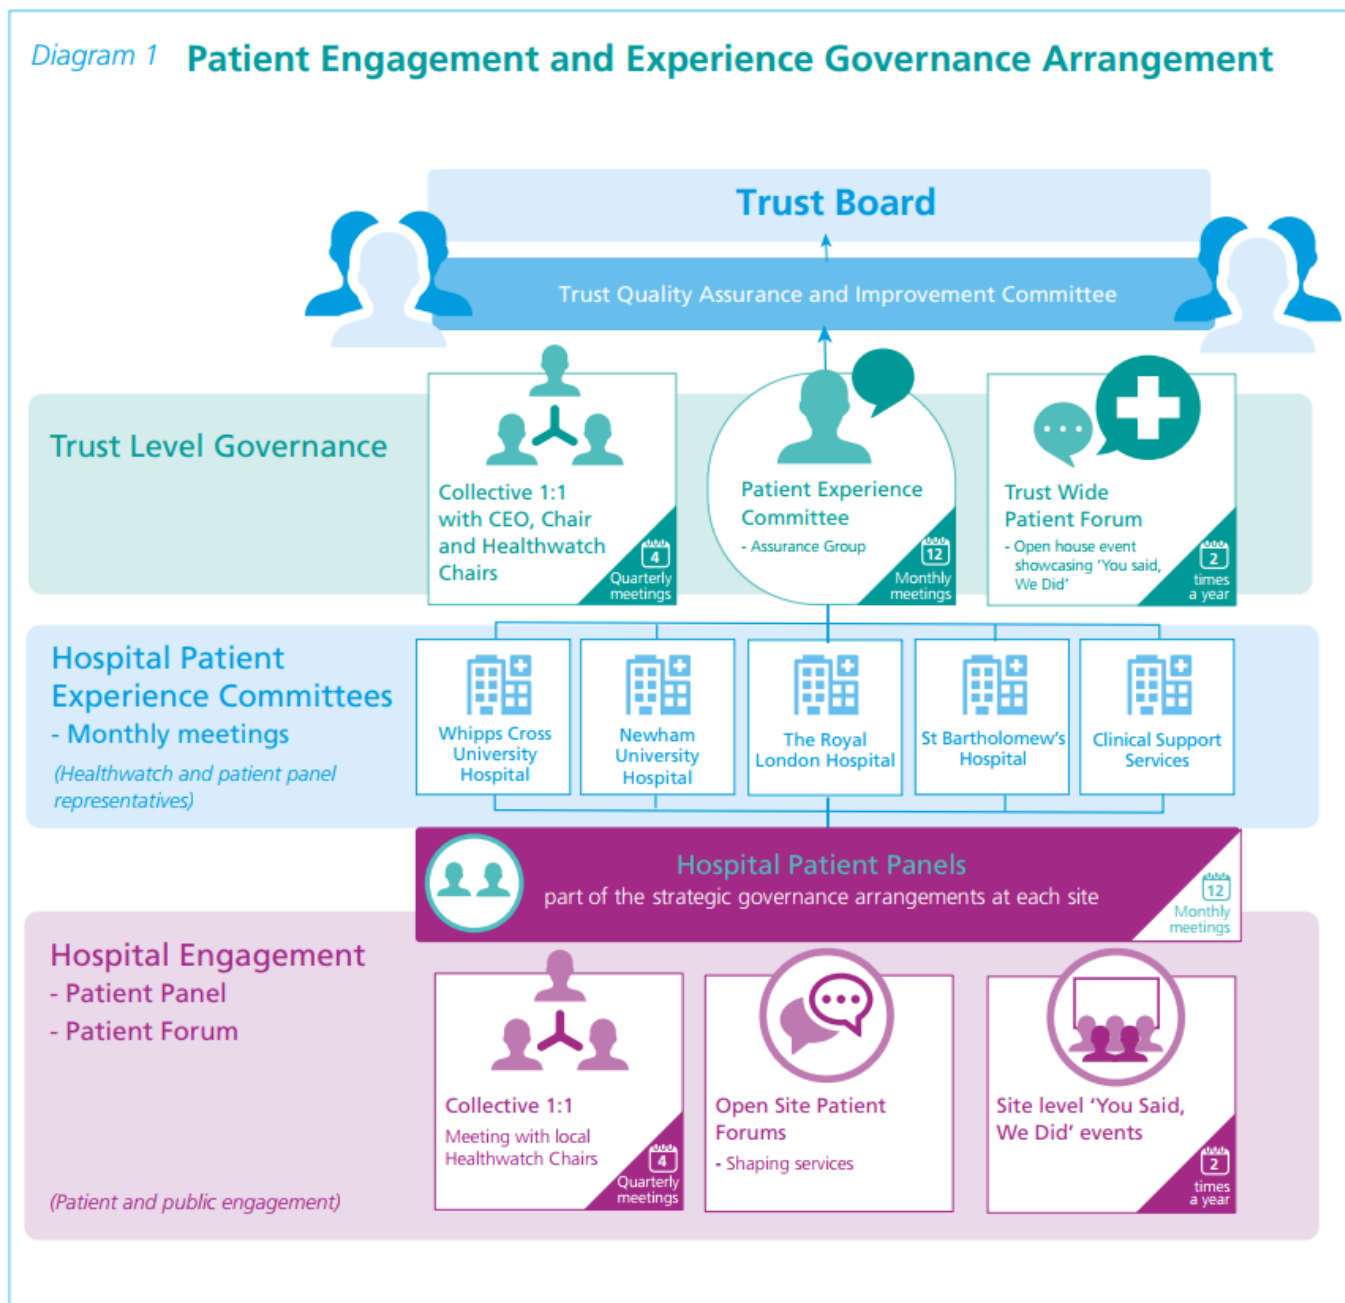 Diagram 1 Patient Engagement and Experience Governance Arrangement
Trust Board
Trust Quality Assurance and Improvement Committee
Trust Level Governance
Collective 1:1
with CEO, Chair
and Healthwatch
Chairs
4
Quarterly
meetings
Patient Experience
Committee
- Assurance Group
12
Monthly
meetings
Trust Wide
Patient Forum
- Open house event
showcasing ‘You said,
We Did’
2
times
a year
Hospital Patient
Experience Committees
- Monthly meetings
(Healthwatch and patient panel
representatives)
Whipps Cross
University
Hospital
Newham
University
Hospital
The Royal
London Hospital
St Bartholomew’s
Hospital
Clinical Support
Services
Hospital Patient Panels
part of the strategic governance arrangements at each site
12
Monthly
meetings
Hospital Engagement
- Patient Panel
- Patient Forum
(Patient and public engagement)
Collective 1:1
Meeting with local
Healthwatch Chairs
4
Quarterly
meetings
Open Site Patient
Forums
- Shaping services
Site level ‘You Said,
We Did’ events
2
times
a year